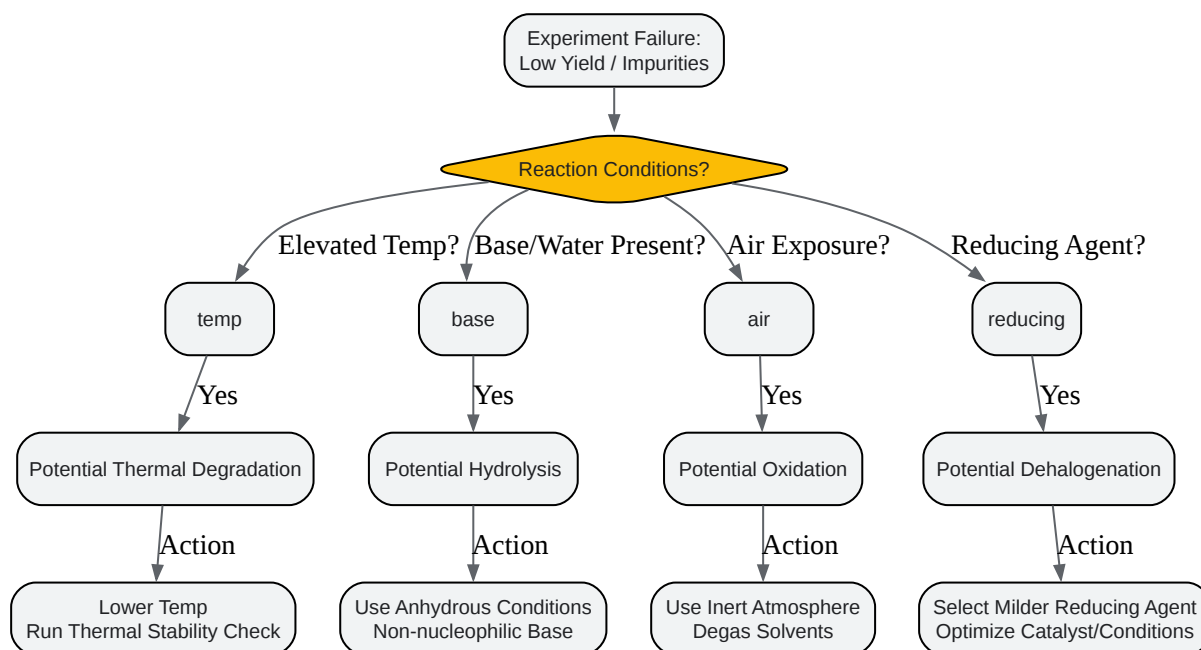 Experiment Failure:
Low Yield / Impurities
Reaction Conditions?
Elevated Temp?
Base/Water Present?
Air Exposure?
Reducing Agent?
temp
base
air
reducing
Yes
Yes
Yes
Yes
Potential Thermal Degradation
Potential Hydrolysis
Potential Oxidation
Potential Dehalogenation
Action
Action
Action
Action
Lower Temp
Run Thermal Stability Check
Use Anhydrous Conditions
Non-nucleophilic Base
Use Inert Atmosphere
Degas Solvents
Select Milder Reducing Agent
Optimize Catalyst/Conditions